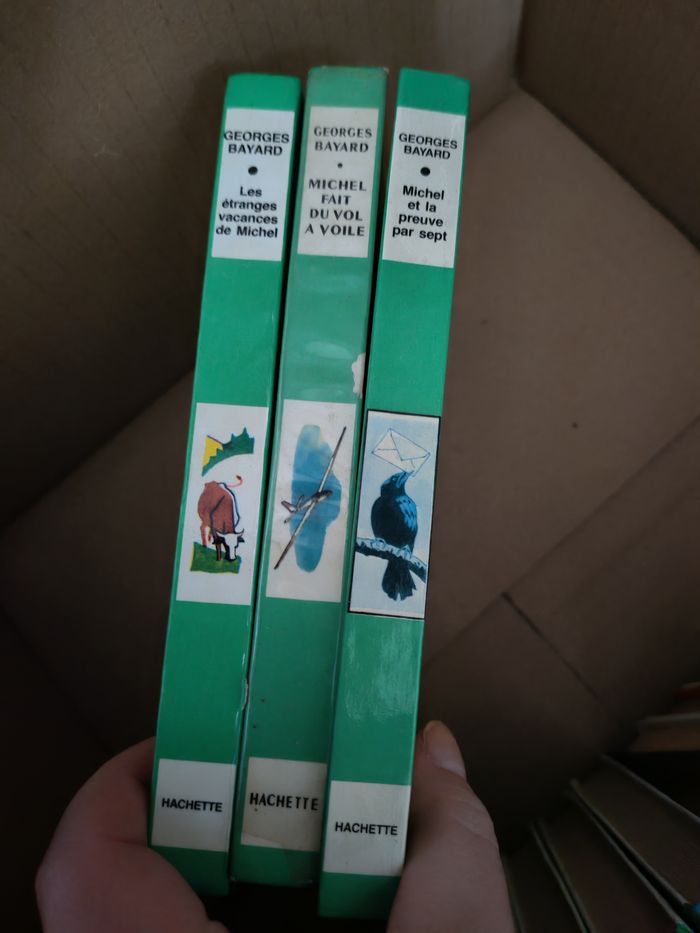 GEORGES
BAYARD
Les
étranges
vacances
de Michel
HACHETTE
GEORGES
BAYARD
MICHEL
FAIT
DU VOL
A VOILE
HACHETTE
GEORGES
BAYARD
Michel
et la
preuve
par sept
HACHETTE